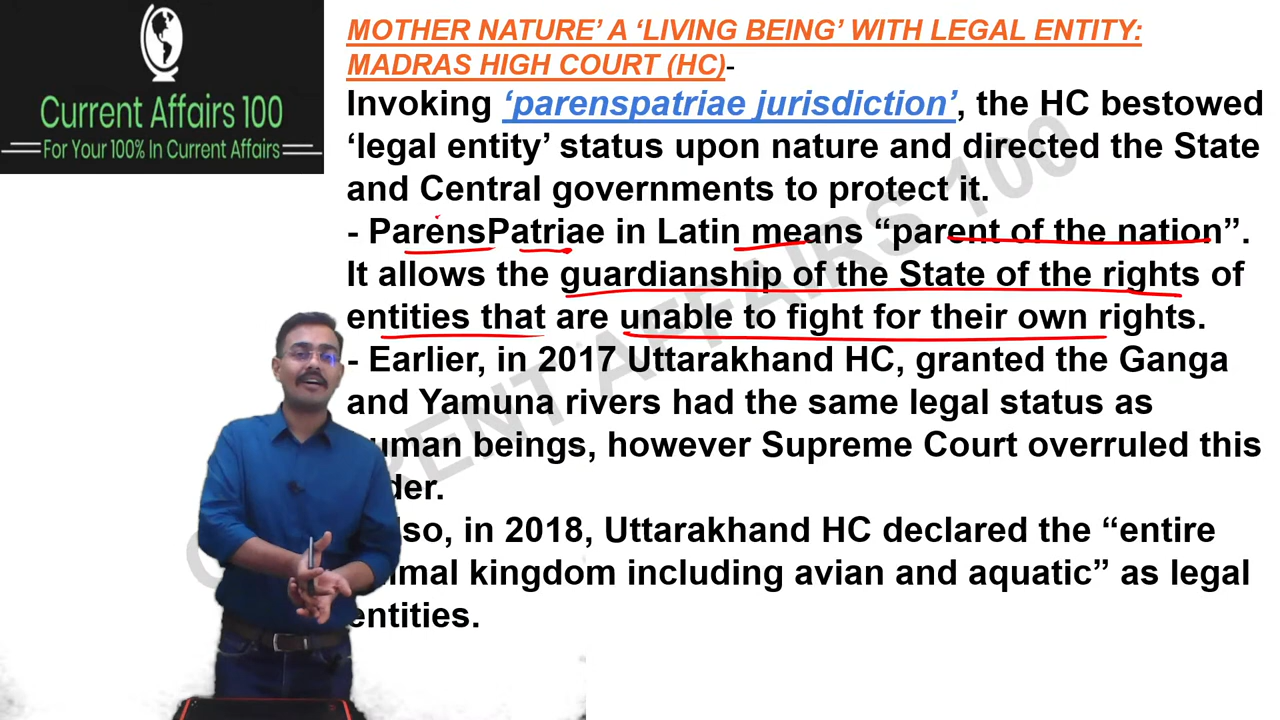 Current Affairs 100
For Your 100% In Current Affairs
MOTHER NATURE’ A ‘LIVING BEING’ WITH LEGAL ENTITY:
MADRAS HIGH COURT (HC)-
Invoking ‘parenspatriae jurisdiction’, the HC bestowed
‘legal entity’ status upon nature and directed the State
and Central governments to protect it.
- ParensPatriae in Latin means “parent of the nation”.
It allows the guardianship of the State of the rights of
entities that are unable to fight for their own rights.
- Earlier, in 2017 Uttarakhand HC, granted the Ganga
and Yamuna rivers had the same legal status as
uman beings, however Supreme Court overruled this
der.
lso, in 2018, Uttarakhand HC declared the “entire
imal kingdom including avian and aquatic” as legal
entities.